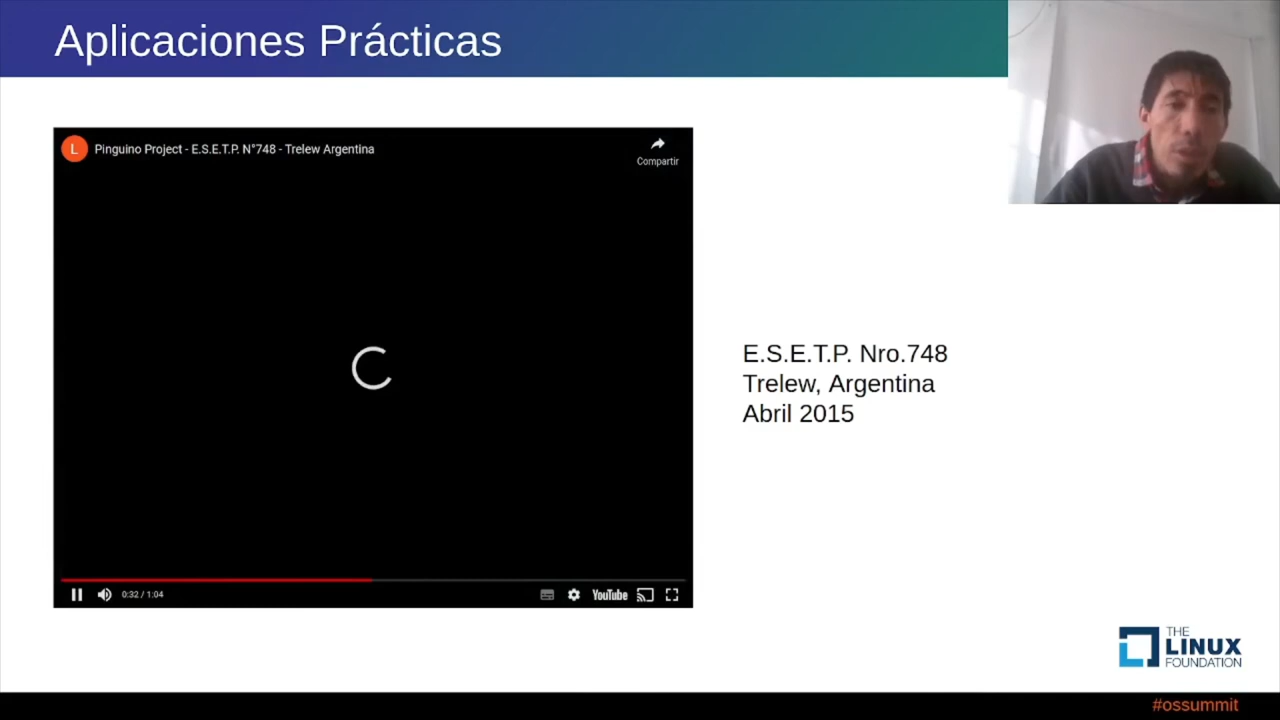 Aplicaciones Prácticas
L
Pinguino Project - E.S.E.T.P. N°748 - Trelew Argentina
Compartir
E.S.E.T.P. Nro.748
Trelew, Argentina
Abril 2015
0:32 / 1:04
YouTube
THE
LINUX
FOUNDATION
#ossummit